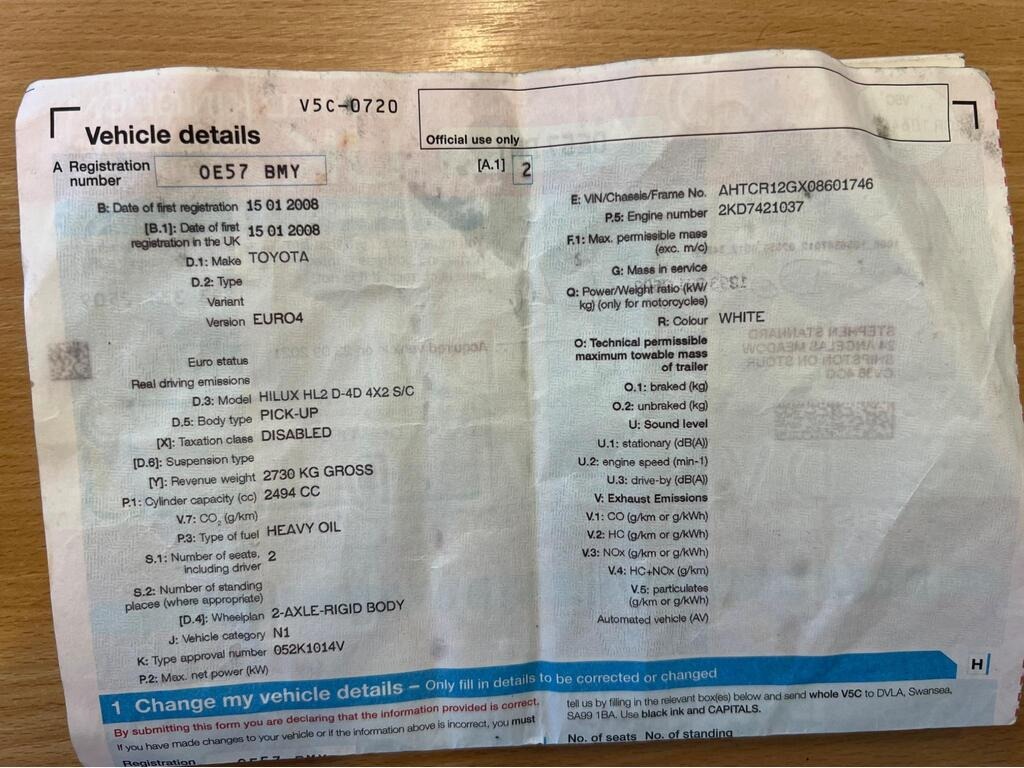 V5C-0720
Vehicle details
Official use only
A Registration number OE57 BMY
[A.1] 2
B: Date of first registration 15 01 2008
[B.1]: Date of first registration in the UK 15 01 2008
D.1: Make TOYOTA
D.2: Type
Variant
Version EURO4
Euro status
Real driving emissions
D.3: Model HILUX HL2 D-4D 4X2 S/C
D.5: Body type PICK-UP
[X]: Taxation class DISABLED
[D.6]: Suspension type
[Y]: Revenue weight 2730 KG GROSS
P.1: Cylinder capacity (cc) 2494 CC
V.7: CO2 (g/km)
P.3: Type of fuel HEAVY OIL
S.1: Number of seats, including driver 2
S.2: Number of standing places (where appropriate)
[D.4]: Wheelplan 2-AXLE-RIGID BODY
J: Vehicle category N1
K: Type approval number 052K1014V
P.2: Max. net power (kW)
E: VIN/Chassis/Frame No. AHTCR12GX08601746
P.5: Engine number 2KD7421037
F.1: Max. permissible mass (exc. m/c)
G: Mass in service
Q: Power/Weight ratio (kW/kg) (only for motorcycles)
R: Colour WHITE
O: Technical permissible maximum towable mass of trailer
O.1: braked (kg)
O.2: unbraked (kg)
U: Sound level
U.1: stationary (dB(A))
U.2: engine speed (min-1)
U.3: drive-by (dB(A))
V: Exhaust Emissions
V.1: CO (g/km or g/kWh)
V.2: HC (g/km or g/kWh)
V.3: NOx (g/km or g/kWh)
V.4: HC+NOx (g/km)
V.5: particulates (g/km or g/kWh)
Automated vehicle (AV)
H
1 Change my vehicle details – Only fill in details to be corrected or changed
By submitting this form you are declaring that the information provided is correct.
If you have made changes to your vehicle or if the information above is incorrect, you must
tell us by filling in the relevant box(es) below and send whole V5C to DVLA, Swansea,
SA99 1BA. Use black ink and CAPITALS.
Registration OE57 BMY
No. of seats No. of standing